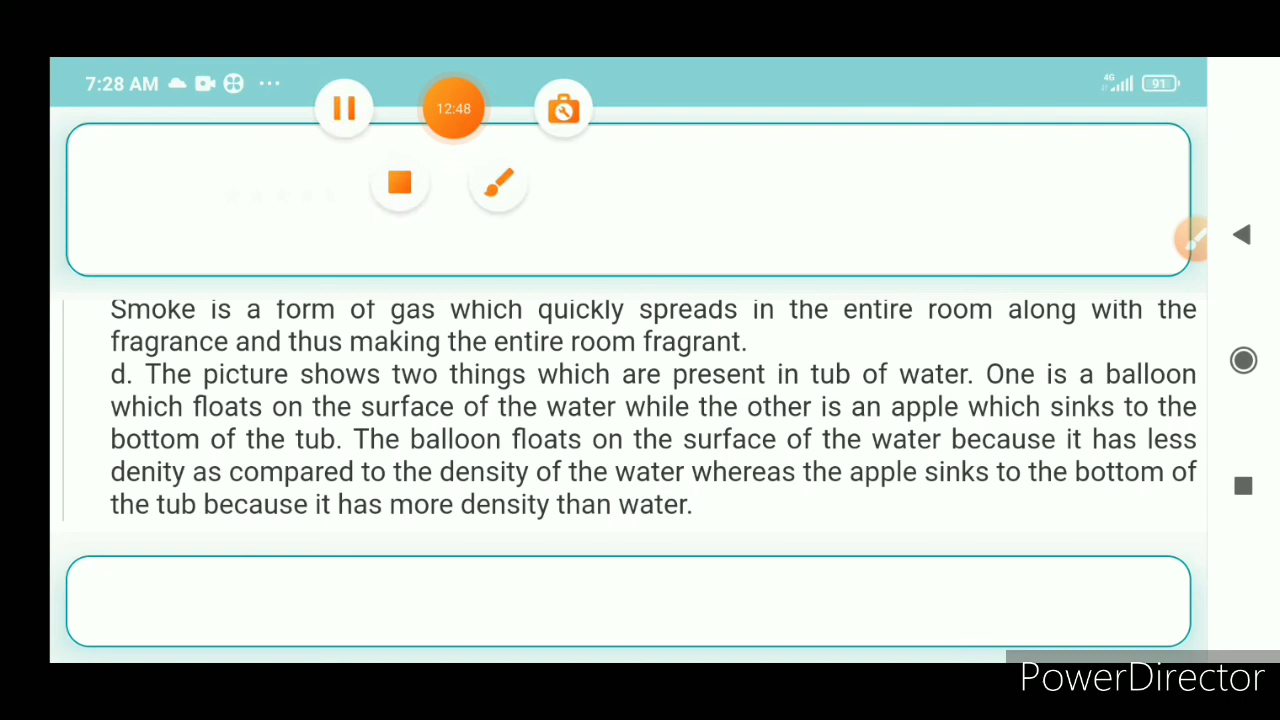 7:28 AM ...
4G
91
12:48
Smoke is a form of gas which quickly spreads in the entire room along with the
fragrance and thus making the entire room fragrant.
d. The picture shows two things which are present in tub of water. One is a balloon
which floats on the surface of the water while the other is an apple which sinks to the
bottom of the tub. The balloon floats on the surface of the water because it has less
denity as compared to the density of the water whereas the apple sinks to the bottom of
the tub because it has more density than water.
PowerDirector